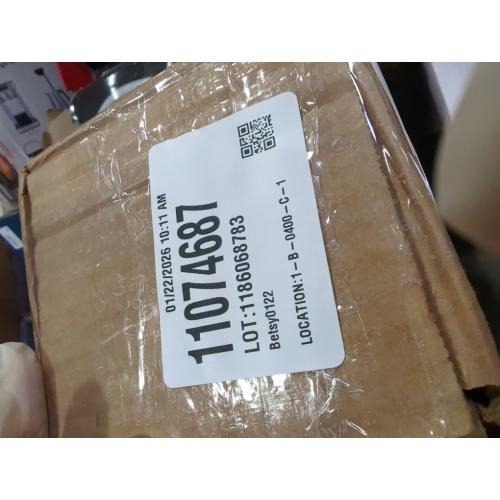 01/22/2026 10:11 AM
11074687
LOT:1186068783
Betsy0122
LOCATION:1-B-0400-C-1